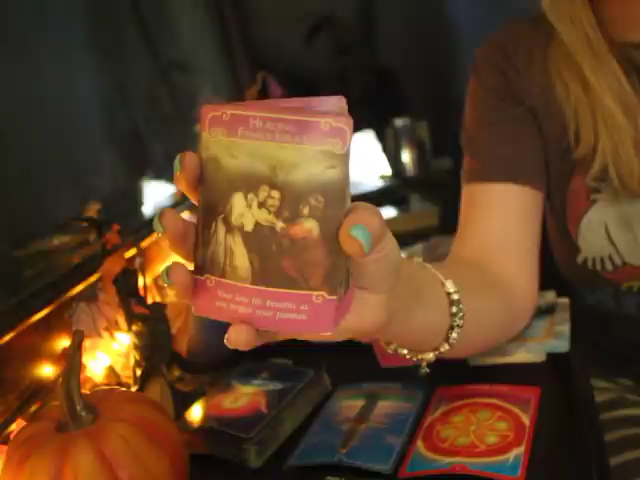 Healing
Family Issues
Your love life benefits as
you forgive your parents.